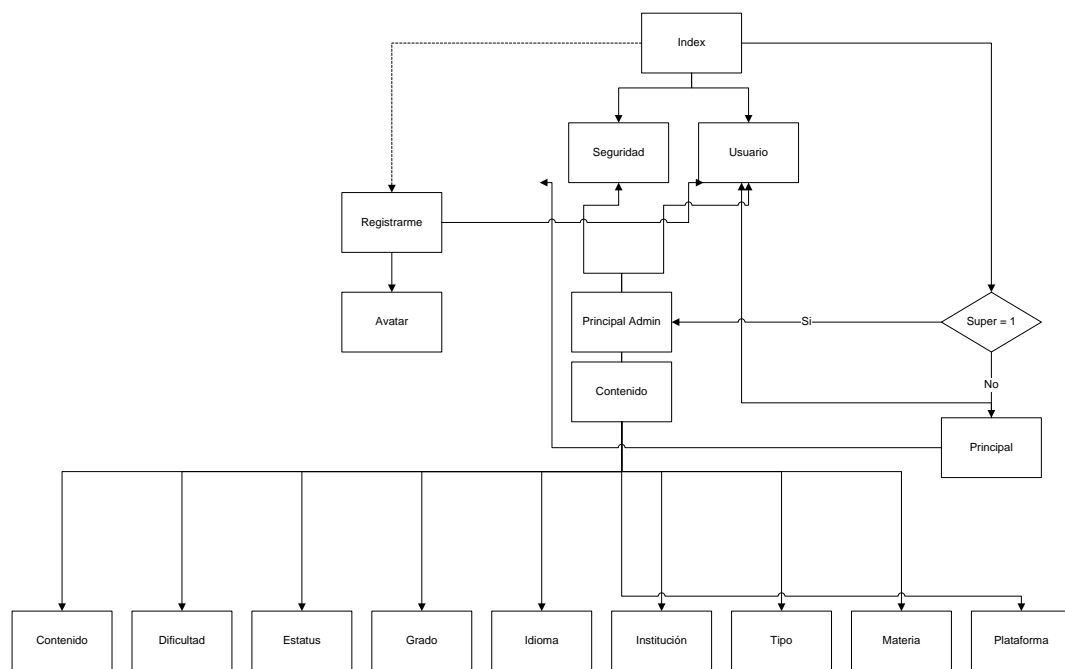 Index
Seguridad
Usuario
Registrarme
Avatar
Principal Admin
Si
Super = 1
Contenido
No
Principal
Contenido
Dificultad
Estatus
Grado
Idioma
Institución
Tipo
Materia
Plataforma